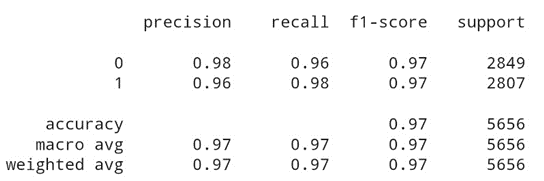 precision recall f1-score support
0 0.98 0.96 0.97 2849
1 0.96 0.98 0.97 2807
accuracy 0.97 5656
macro avg 0.97 0.97 0.97 5656
weighted avg 0.97 0.97 0.97 5656